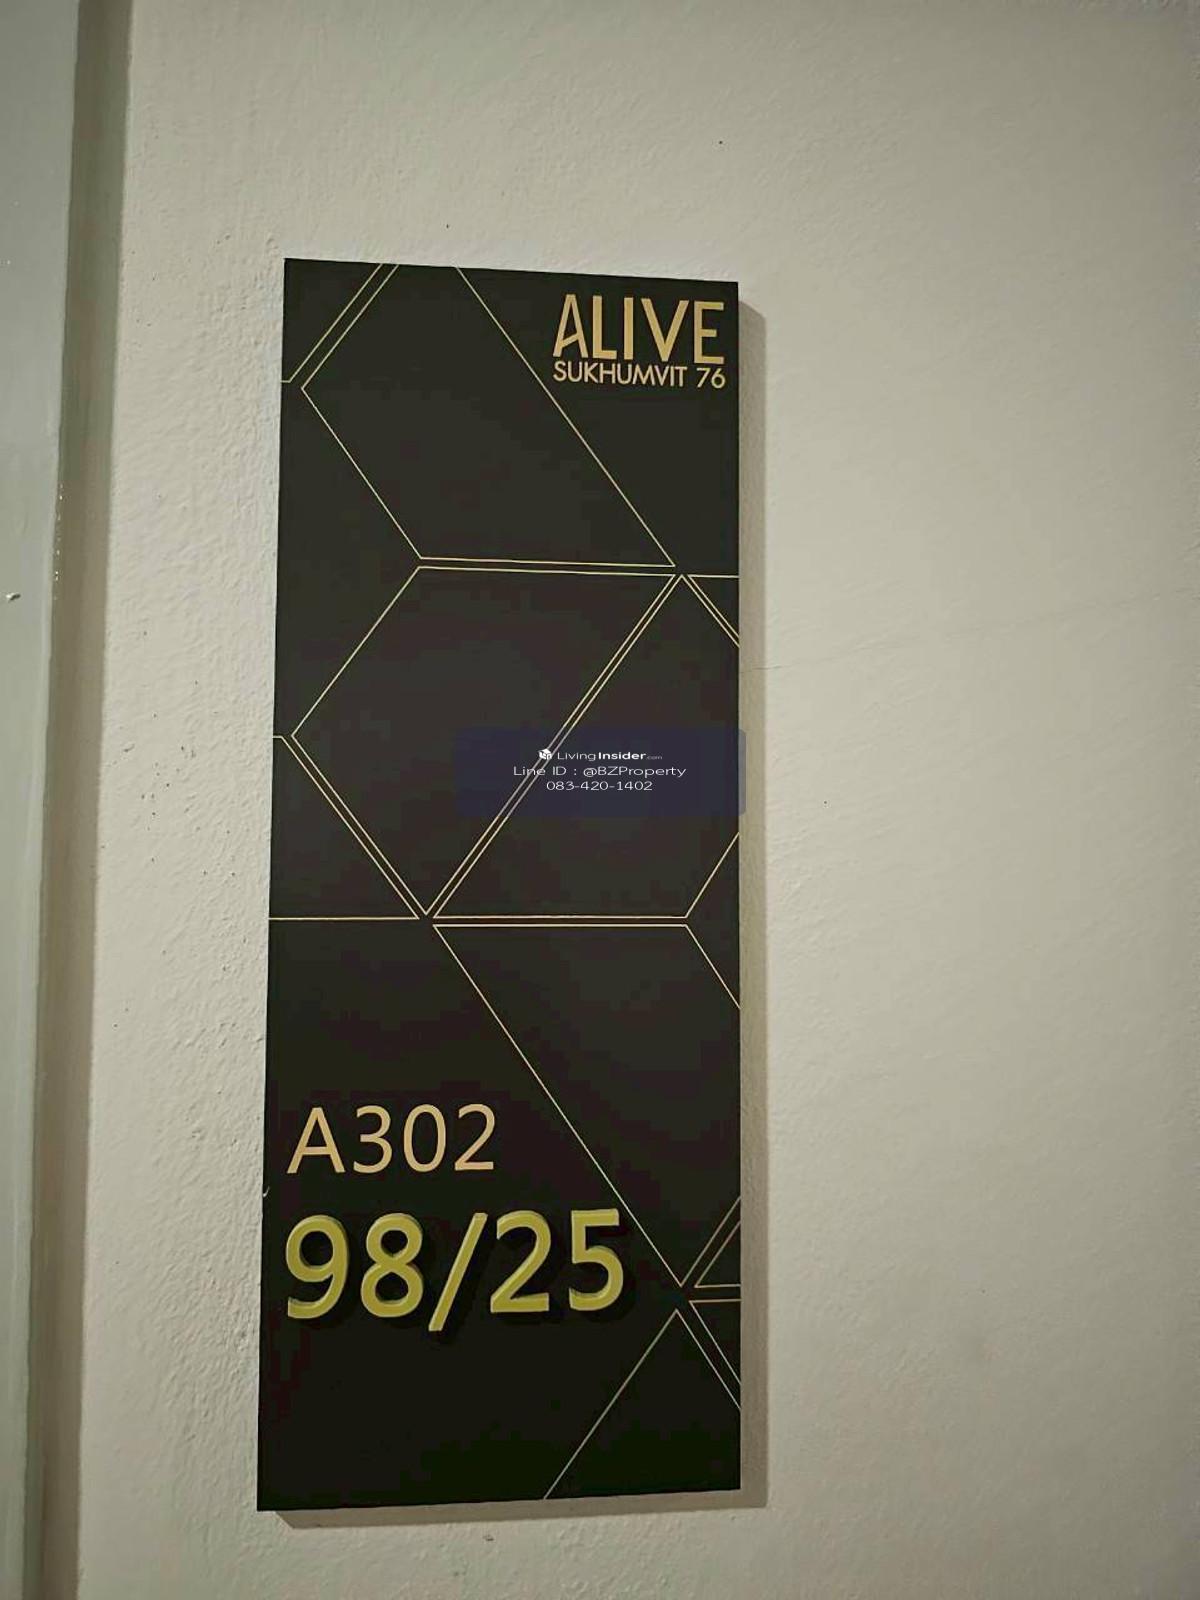 ALIVE
SUKHUMVIT 76
LivingInsider.com
Line ID : @BZProperty
083-420-1402
A302
98/25